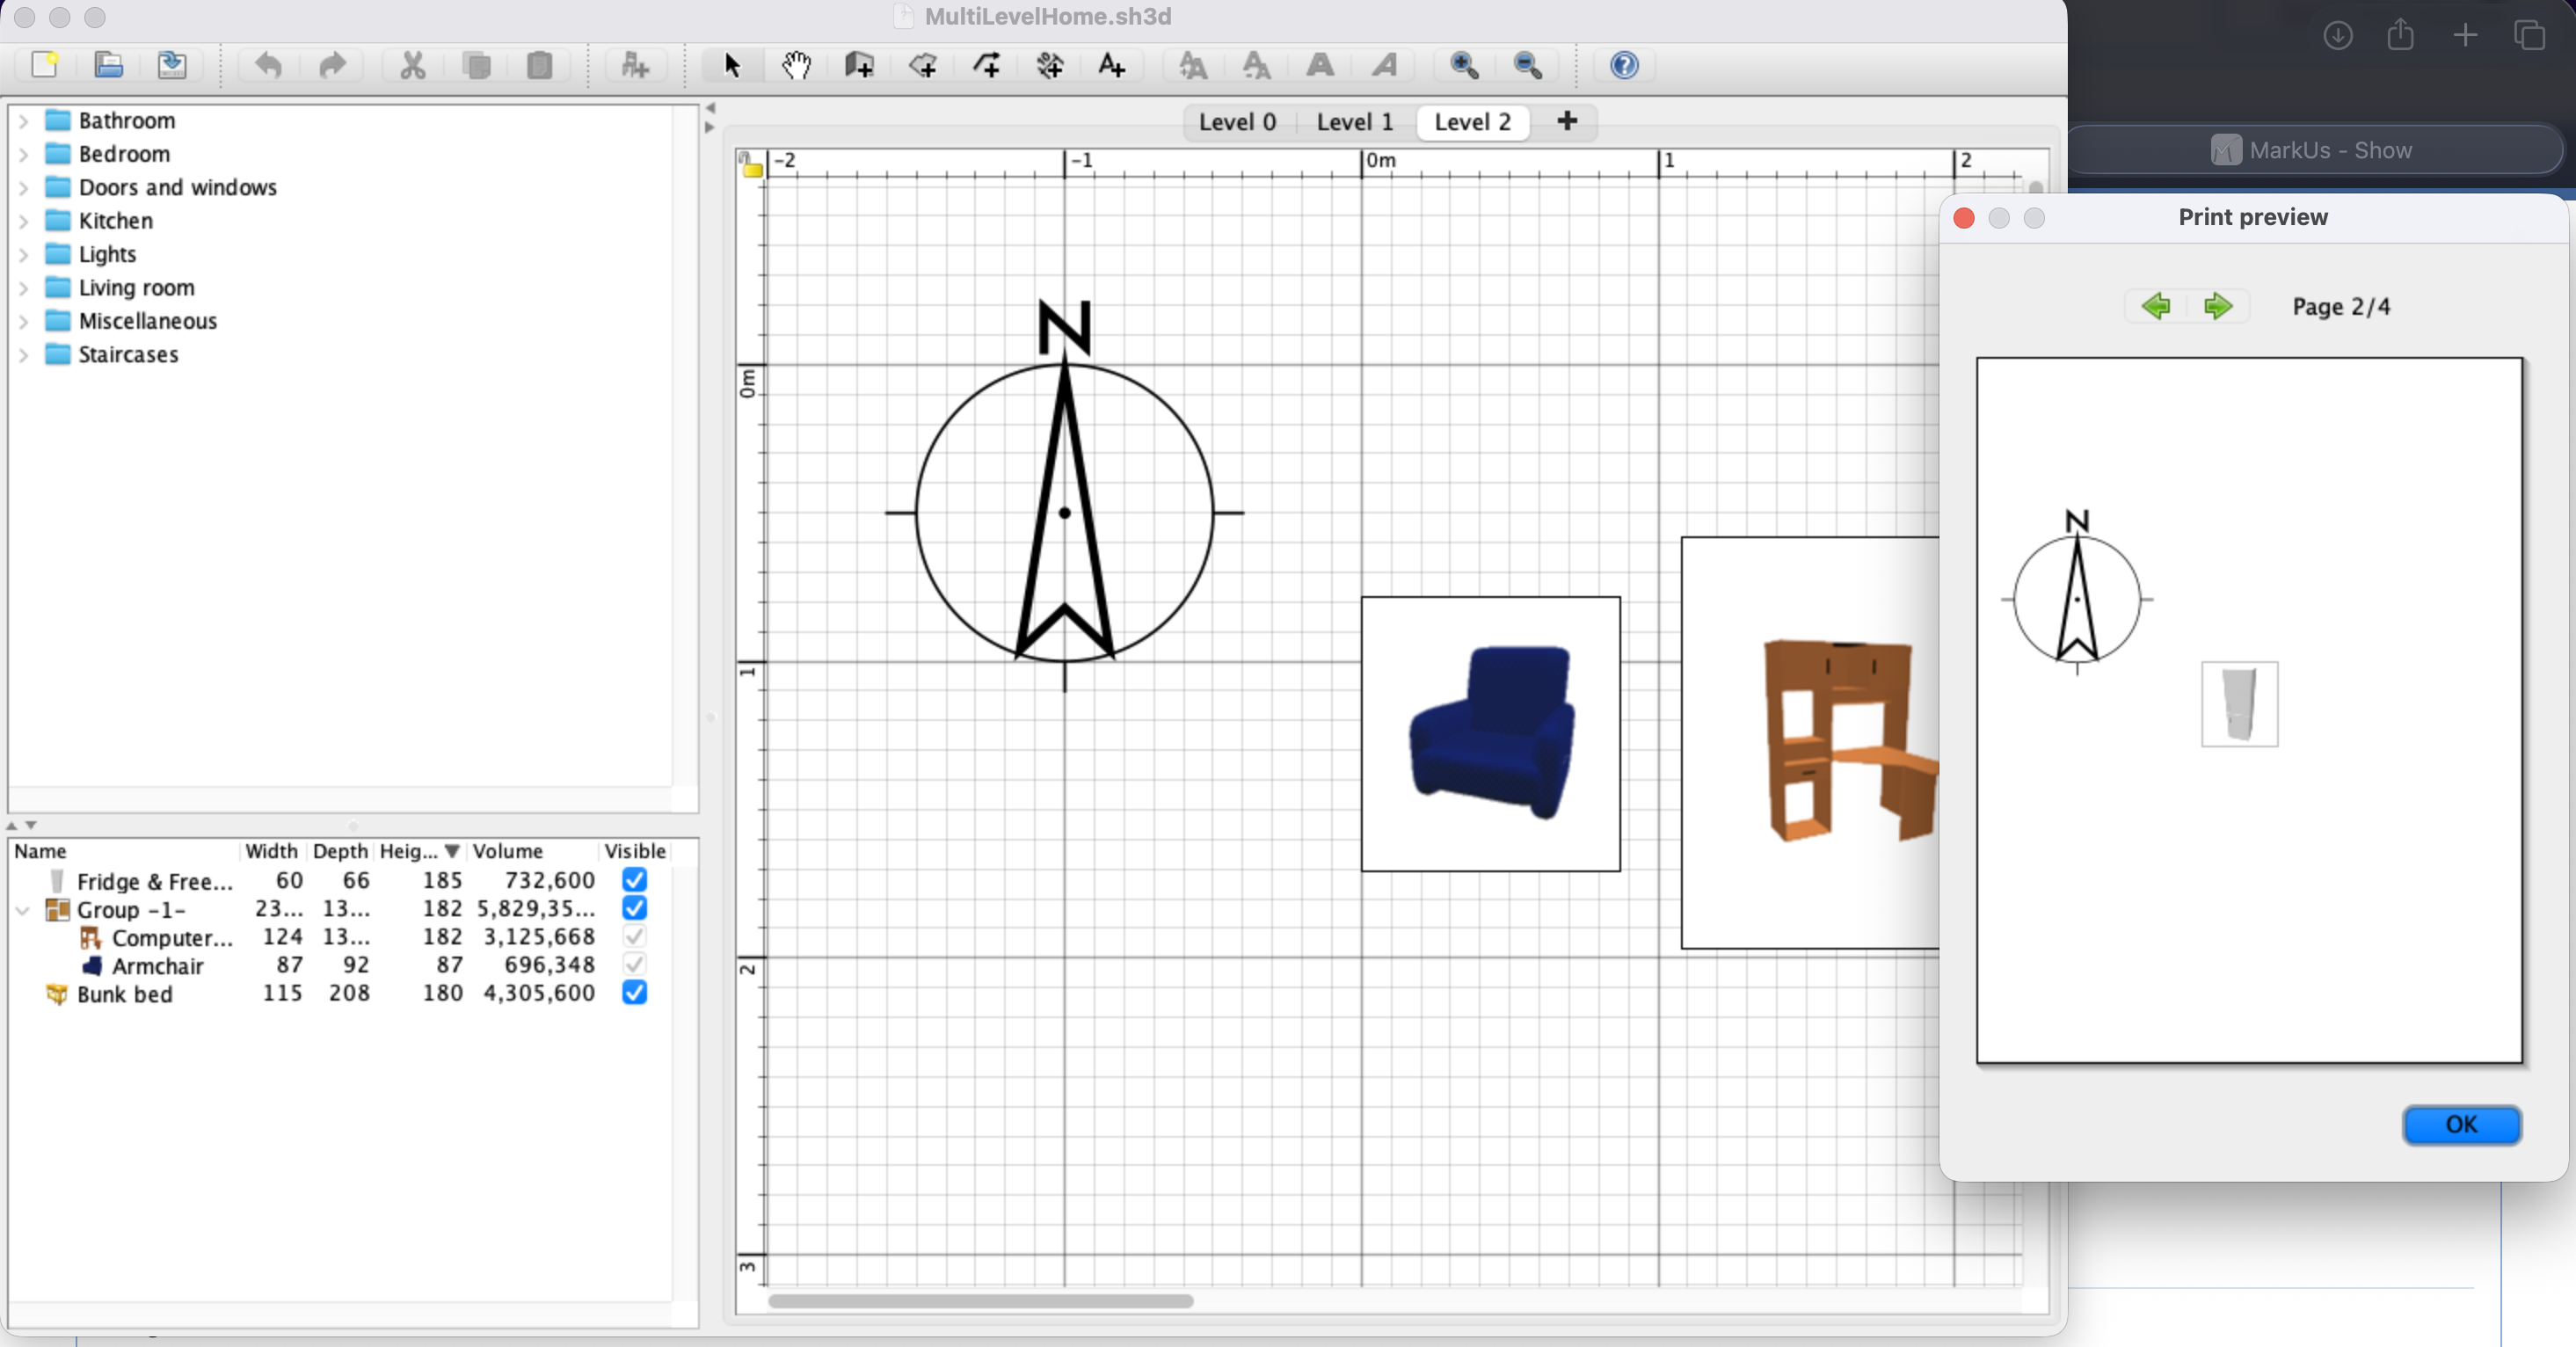 MultiLevelHome.sh3d
MarkUs - Show
Bathroom
Bedroom
Doors and windows
Kitchen
Lights
Living room
Miscellaneous
Staircases
Name Width Depth Heig... Volume Visible
Fridge & Free... 60 66 185 732,600
Group -1- 23... 13... 182 5,829,35...
Computer... 124 13... 182 3,125,668
Armchair 87 92 87 696,348
Bunk bed 115 208 180 4,305,600
Level 0 Level 1 Level 2 +
-2 -1 0m 1 2
0m
1
2
3
N
Print preview
Page 2/4
N
OK